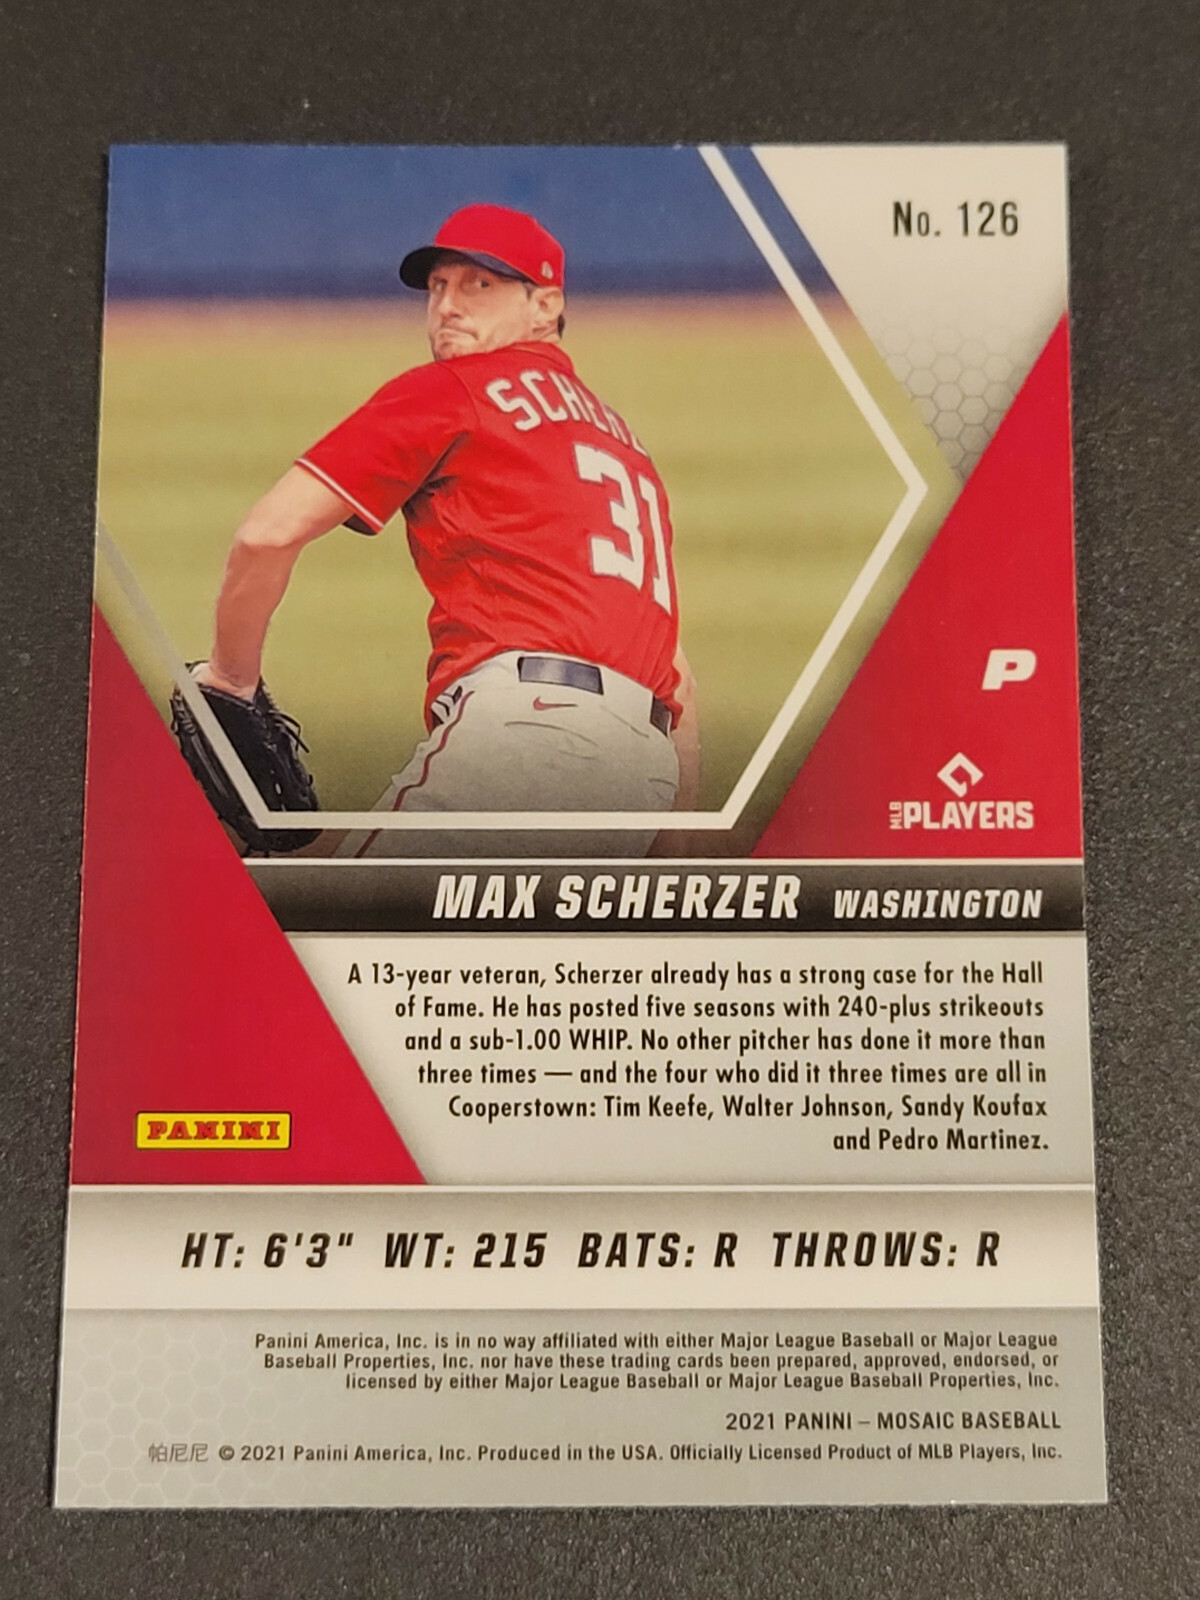 No. 126
SCHERZ
31
P
MLB PLAYERS
MAX SCHERZER WASHINGTON
A 13-year veteran, Scherzer already has a strong case for the Hall
of Fame. He has posted five seasons with 240-plus strikeouts
and a sub-1.00 WHIP. No other pitcher has done it more than
three times — and the four who did it three times are all in
Cooperstown: Tim Keefe, Walter Johnson, Sandy Koufax
and Pedro Martinez.
PANINI
HT: 6'3" WT: 215 BATS: R THROWS: R
Panini America, Inc. is in no way affiliated with either Major League Baseball or Major League
Baseball Properties, Inc. nor have these trading cards been prepared, approved, endorsed, or
licensed by either Major League Baseball or Major League Baseball Properties, Inc.
2021 PANINI – MOSAIC BASEBALL
帕尼尼 © 2021 Panini America, Inc. Produced in the USA. Officially Licensed Product of MLB Players, Inc.